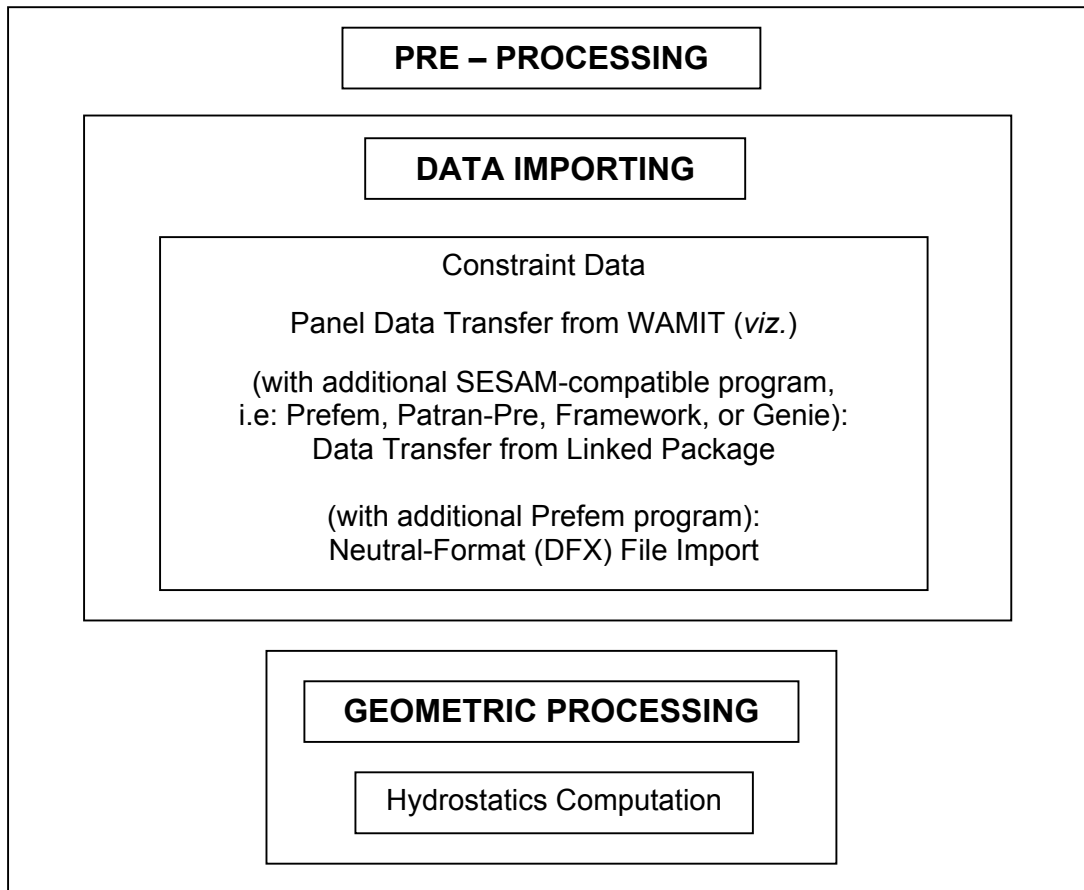 PRE – PROCESSING
DATA IMPORTING
Constraint Data
Panel Data Transfer from WAMIT (viz.)
(with additional SESAM-compatible program,
i.e: Prefem, Patran-Pre, Framework, or Genie):
Data Transfer from Linked Package
(with additional Prefem program):
Neutral-Format (DFX) File Import
GEOMETRIC PROCESSING
Hydrostatics Computation